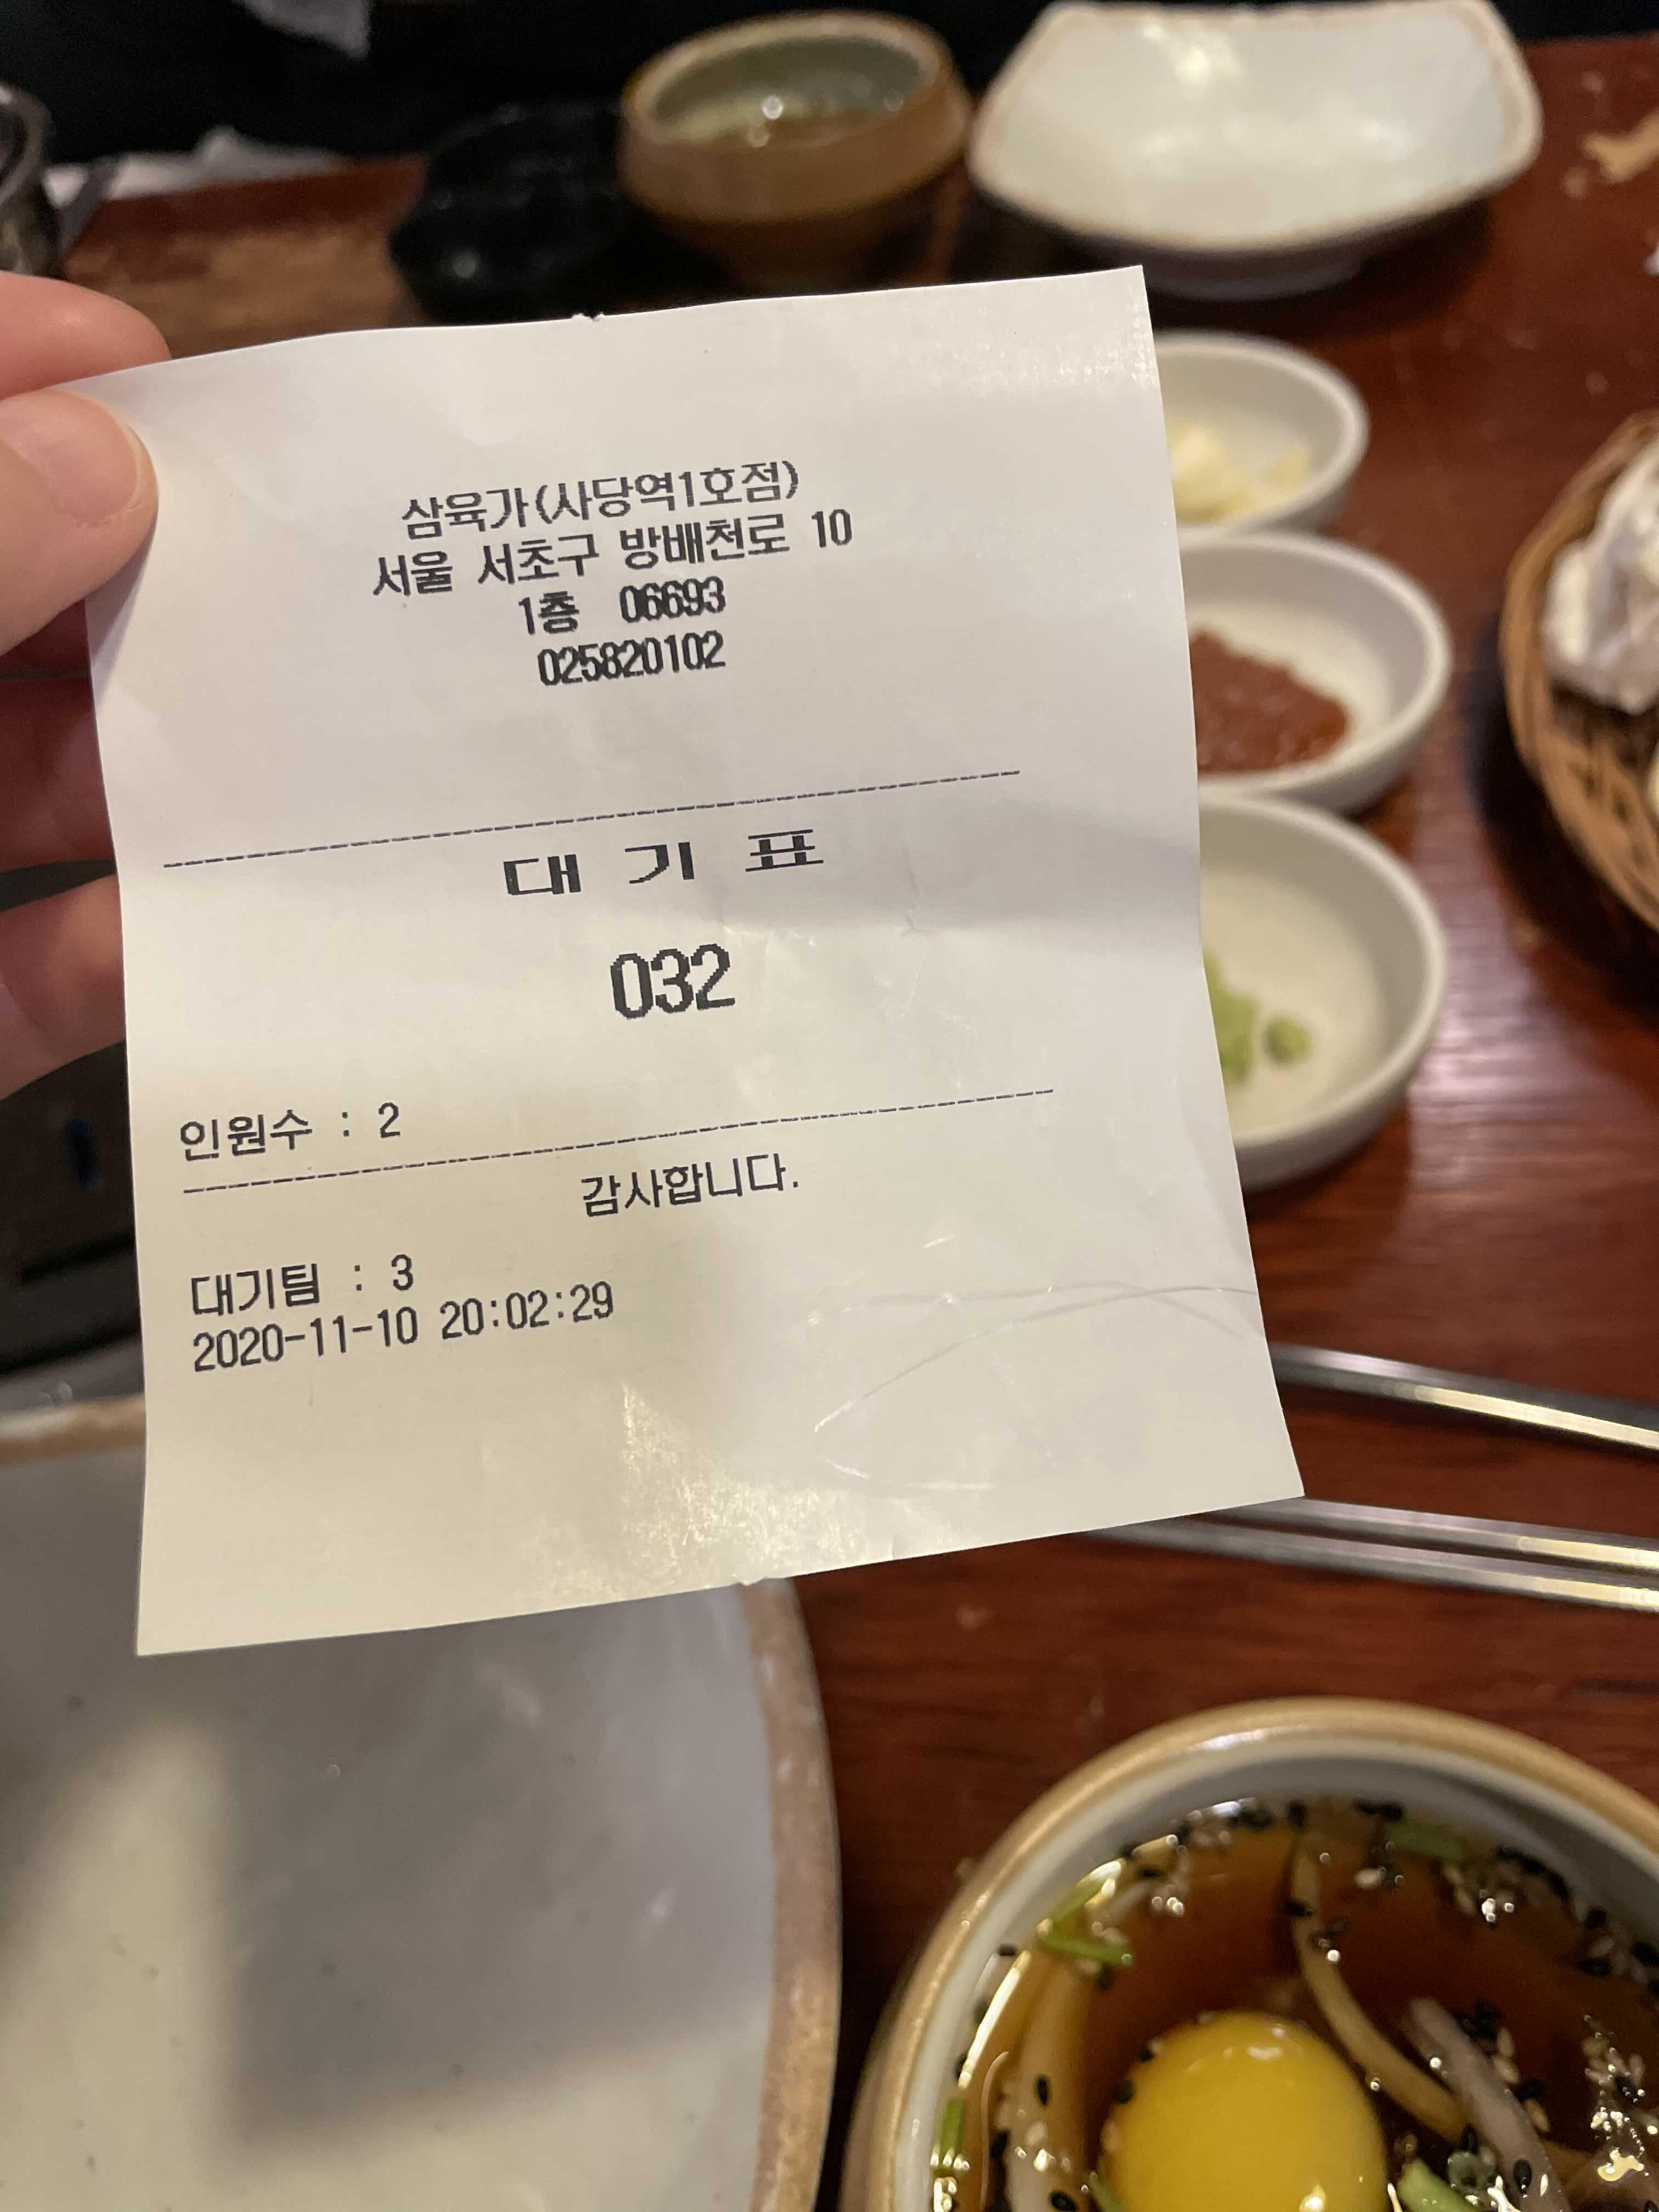 삼육가(사당역1호점)
서울 서초구 방배천로 10
1층 06693
025820102
대 기 표
032
인원수 : 2
감사합니다.
대기팀 : 3
2020-11-10 20:02:29